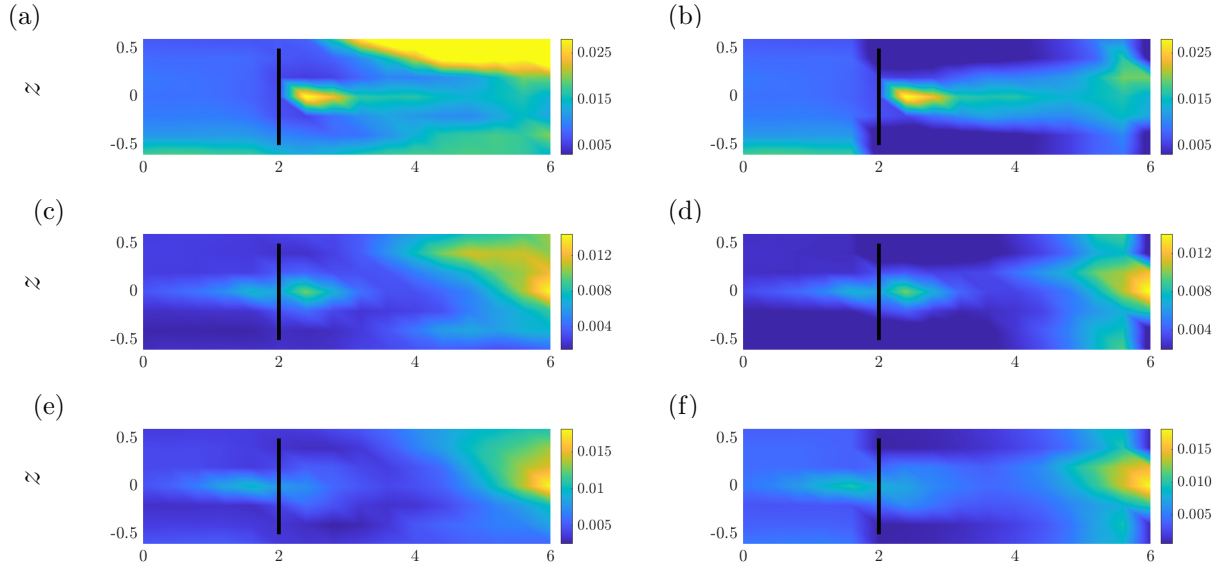 (a) (b)
0.5 0.025 0.5 0.025
z 0 0.015 0 0.015
-0.5 0.005 -0.5 0.005
0 2 4 6 0 2 4 6
(c) (d)
0.5 0.012 0.5 0.012
z 0 0.008 0 0.008
-0.5 0.004 -0.5 0.004
0 2 4 6 0 2 4 6
(e) (f)
0.5 0.015 0.5 0.015
z 0 0.01 0 0.010
-0.5 0.005 -0.5 0.005
0 2 4 6 0 2 4 6